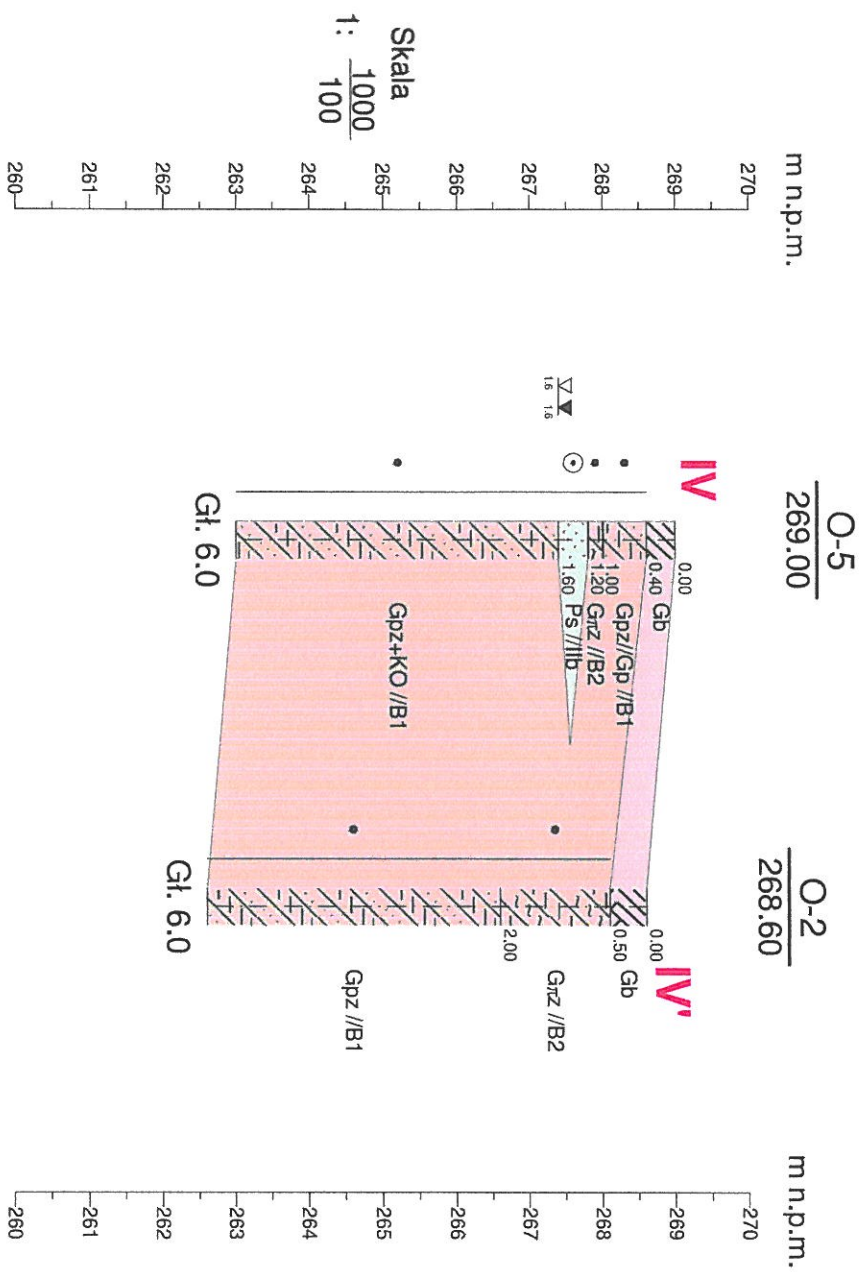 Skala
1: 1000
100
m n.p.m.
270
269
268
267
266
265
264
263
262
261
260
IV
O-5
269.00
0.00
Gb
0.40
Gpz//Gp //B1
1.00
Gπz //B2
1.20
Ps //IIb
1.60
1.6 1.6
Gpz+KO //B1
Gł. 6.0
IV'
O-2
268.60
0.00
Gb
0.50
Gπz //B2
2.00
Gpz //B1
Gł. 6.0
m n.p.m.
270
269
268
267
266
265
264
263
262
261
260